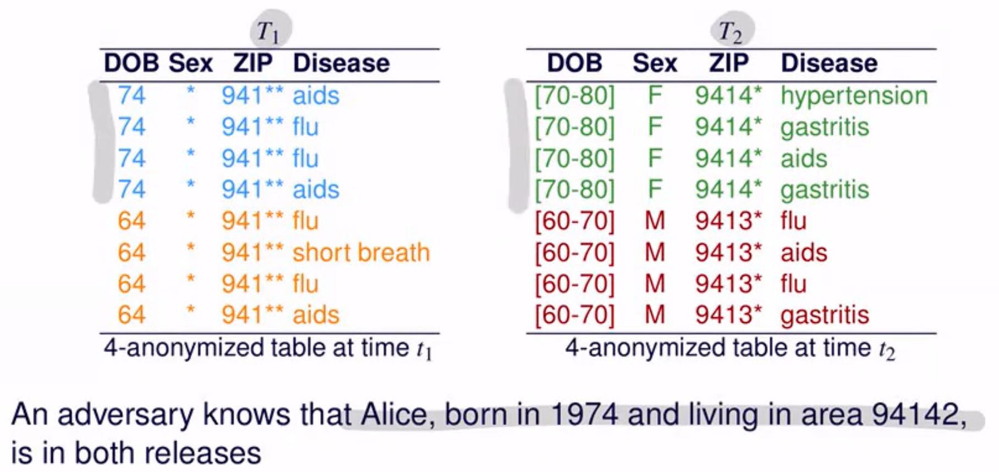 T1 T2
DOB Sex ZIP Disease DOB Sex ZIP Disease
74 * 941** aids [70-80] F 9414* hypertension
74 * 941** flu [70-80] F 9414* gastritis
74 * 941** flu [70-80] F 9414* aids
74 * 941** aids [70-80] F 9414* gastritis
64 * 941** flu [60-70] M 9413* flu
64 * 941** short breath [60-70] M 9413* aids
64 * 941** flu [60-70] M 9413* flu
64 * 941** aids [60-70] M 9413* gastritis
4-anonymized table at time t1 4-anonymized table at time t2
An adversary knows that Alice, born in 1974 and living in area 94142,
is in both releases